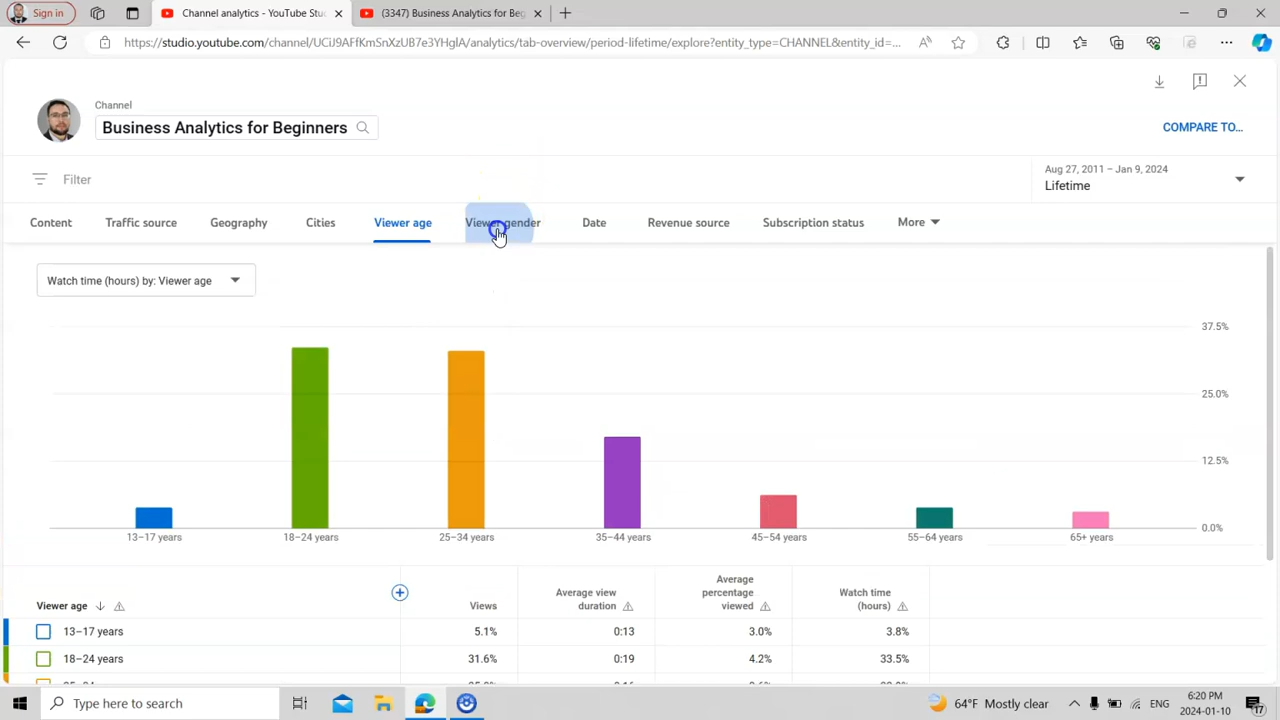 Sign in
Channel analytics - YouTube Stu
(3347) Business Analytics for Beg
https://studio.youtube.com/channel/UCiJ9AFfKmSnXzUB7e3YHglA/analytics/tab-overview/period-lifetime/explore?entity_type=CHANNEL&entity_id=...
Channel
Business Analytics for Beginners
COMPARE TO...
Filter
Aug 27, 2011 – Jan 9, 2024
Lifetime
Content Traffic source Geography Cities Viewer age Viewer gender Date Revenue source Subscription status More
Watch time (hours) by: Viewer age
37.5%
25.0%
12.5%
0.0%
13–17 years 18–24 years 25–34 years 35–44 years 45–54 years 55–64 years 65+ years
Viewer age
Views
Average view duration
Average percentage viewed
Watch time (hours)
13–17 years 5.1% 0:13 3.0% 3.8%
18–24 years 31.6% 0:19 4.2% 33.5%
Type here to search
64°F Mostly clear
ENG
6:20 PM
2024-01-10
17